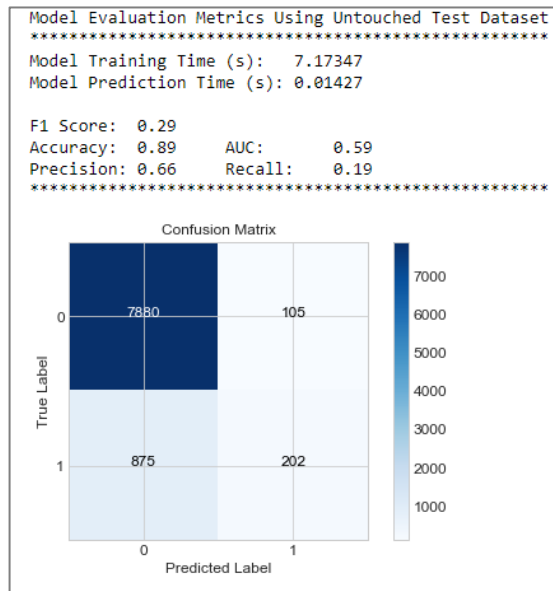 Model Evaluation Metrics Using Untouched Test Dataset
*****************************************************
Model Training Time (s):   7.17347
Model Prediction Time (s): 0.01427
F1 Score:  0.29
Accuracy:  0.89     AUC:       0.59
Precision: 0.66     Recall:    0.19
*****************************************************
Confusion Matrix
7000
0 7880 105
6000
5000
True Label
4000
3000
1 875 202
2000
1000
0 1
Predicted Label